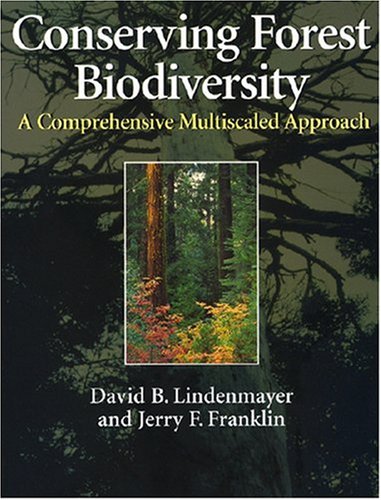 Conserving Forest
Biodiversity
A Comprehensive Multiscaled Approach
David B. Lindenmayer
and Jerry F. Franklin